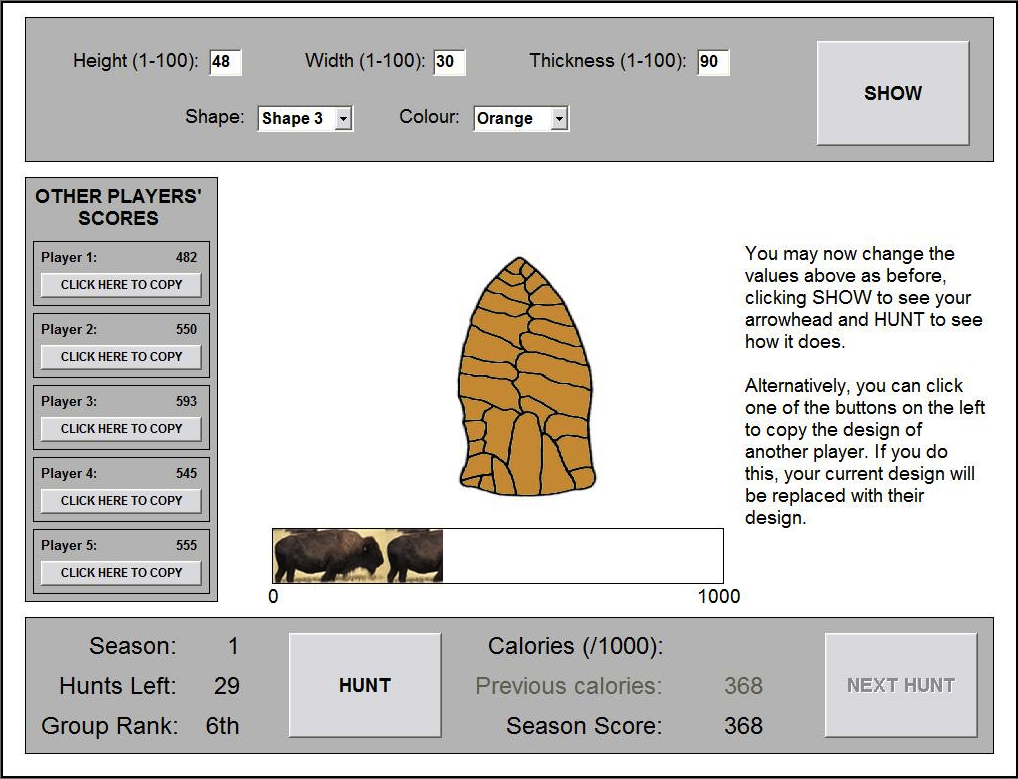 Height (1-100): 48 Width (1-100): 30 Thickness (1-100): 90
SHOW
Shape: Shape 3 Colour: Orange
OTHER PLAYERS'
SCORES
Player 1: 482
CLICK HERE TO COPY
Player 2: 550
CLICK HERE TO COPY
Player 3: 593
CLICK HERE TO COPY
Player 4: 545
CLICK HERE TO COPY
Player 5: 555
CLICK HERE TO COPY
You may now change the
values above as before,
clicking SHOW to see your
arrowhead and HUNT to see
how it does.
Alternatively, you can click
one of the buttons on the left
to copy the design of
another player. If you do
this, your current design will
be replaced with their
design.
0 1000
Season: 1
Hunts Left: 29
Group Rank: 6th
HUNT
Calories (/1000):
Previous calories: 368
Season Score: 368
NEXT HUNT